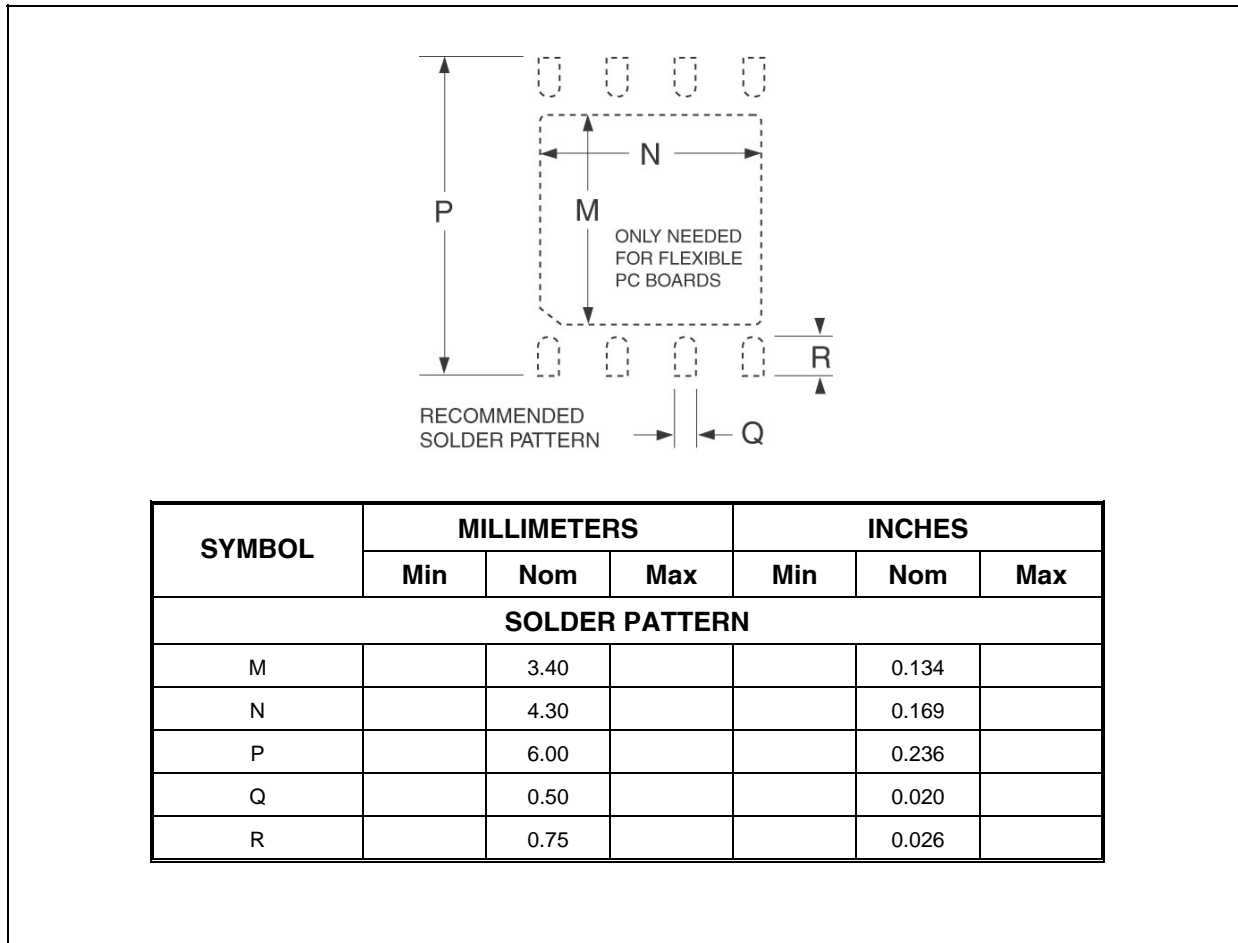 P
N
M
ONLY NEEDED
FOR FLEXIBLE
PC BOARDS
R
RECOMMENDED
SOLDER PATTERN
Q
SYMBOL MILLIMETERS INCHES
Min Nom Max Min Nom Max
SOLDER PATTERN
M 3.40 0.134
N 4.30 0.169
P 6.00 0.236
Q 0.50 0.020
R 0.75 0.026